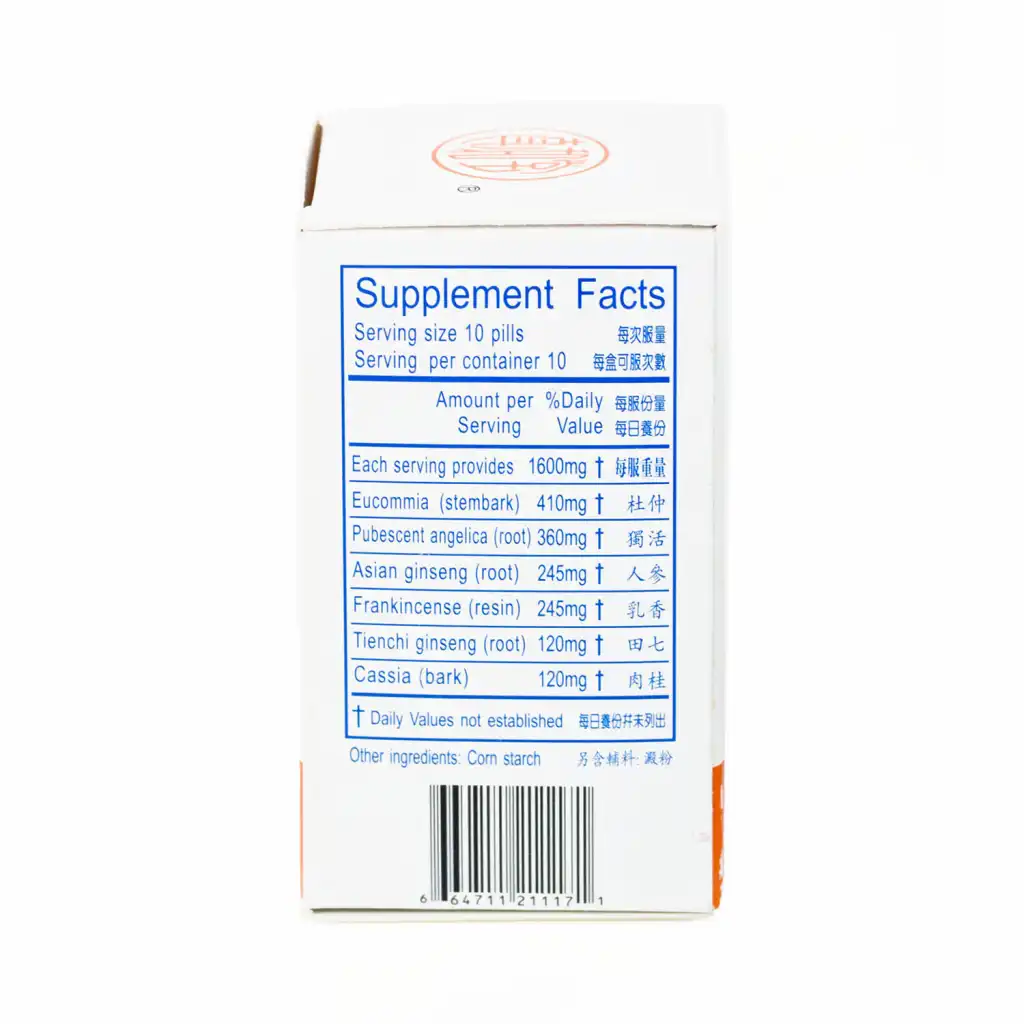 ®
Supplement Facts
Serving size 10 pills 每次服量
Serving per container 10 每盒可服次數
Amount per %Daily 每服份量
Serving Value 每日養份
Each serving provides 1600mg † 每服重量
Eucommia (stembark) 410mg † 杜仲
Pubescent angelica (root) 360mg † 獨活
Asian ginseng (root) 245mg † 人參
Frankincense (resin) 245mg † 乳香
Tienchi ginseng (root) 120mg † 田七
Cassia (bark) 120mg † 肉桂
† Daily Values not established 每日養份幷未列出
Other ingredients: Corn starch 另含輔料: 澱粉
6 64711 21117 1